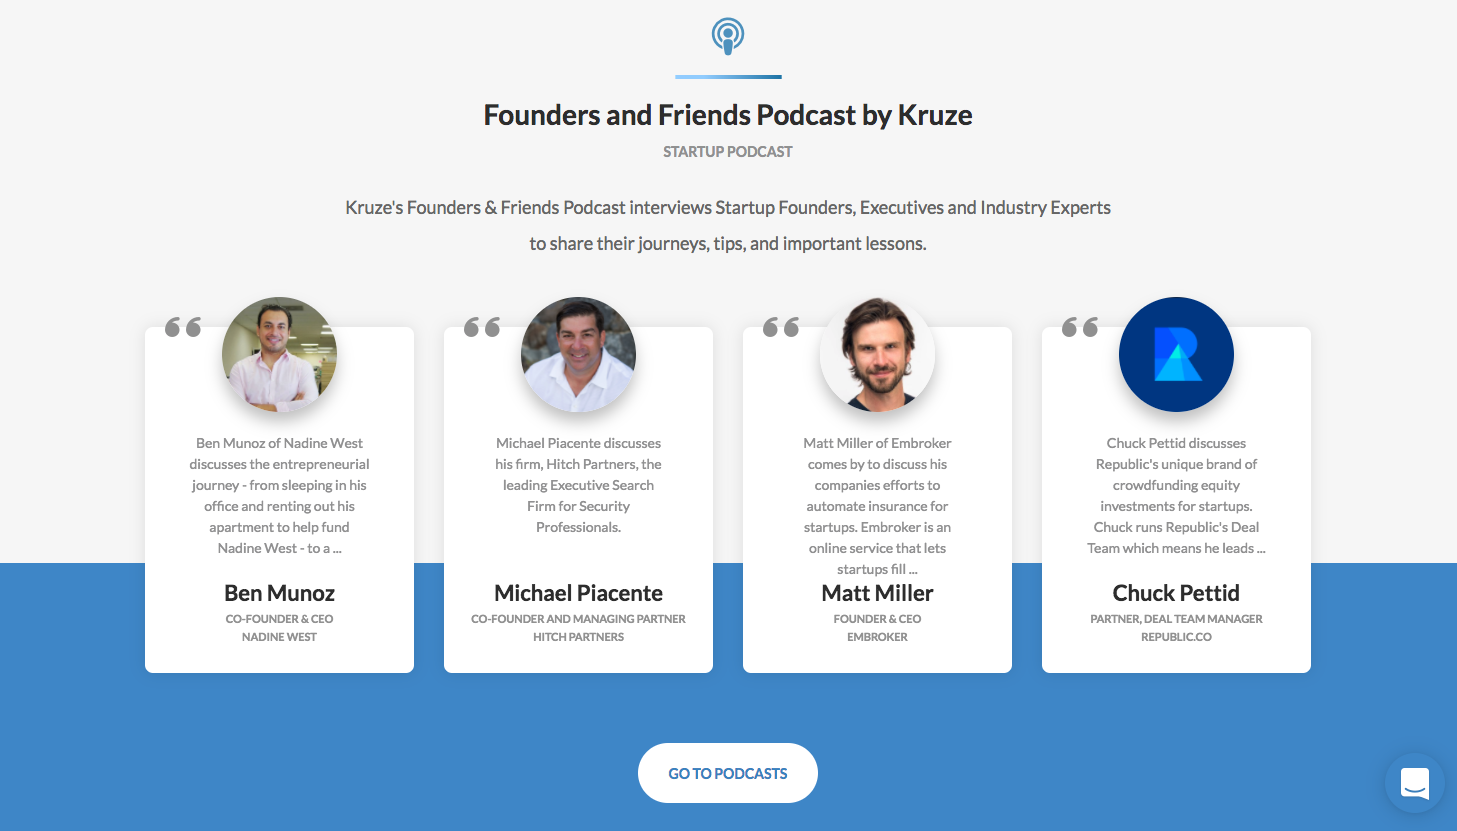 Founders and Friends Podcast by Kruze
STARTUP PODCAST
Kruze's Founders & Friends Podcast interviews Startup Founders, Executives and Industry Experts
to share their journeys, tips, and important lessons.
Ben Munoz of Nadine West
discusses the entrepreneurial
journey - from sleeping in his
office and renting out his
apartment to help fund
Nadine West - to a ...
Ben Munoz
CO-FOUNDER & CEO
NADINE WEST
Michael Piacente discusses
his firm, Hitch Partners, the
leading Executive Search
Firm for Security
Professionals.
Michael Piacente
CO-FOUNDER AND MANAGING PARTNER
HITCH PARTNERS
Matt Miller of Embroker
comes by to discuss his
companies efforts to
automate insurance for
startups. Embroker is an
online service that lets
startups fill ...
Matt Miller
FOUNDER & CEO
EMBROKER
Chuck Pettid discusses
Republic's unique brand of
crowdfunding equity
investments for startups.
Chuck runs Republic's Deal
Team which means he leads ...
Chuck Pettid
PARTNER, DEAL TEAM MANAGER
REPUBLIC.CO
GO TO PODCASTS